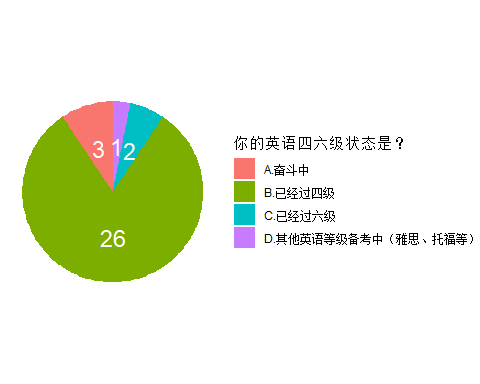 你的英语四六级状态是？
3
1
2
26
A.奋斗中
B.已经过四级
C.已经过六级
D.其他英语等级备考中（雅思、托福等）